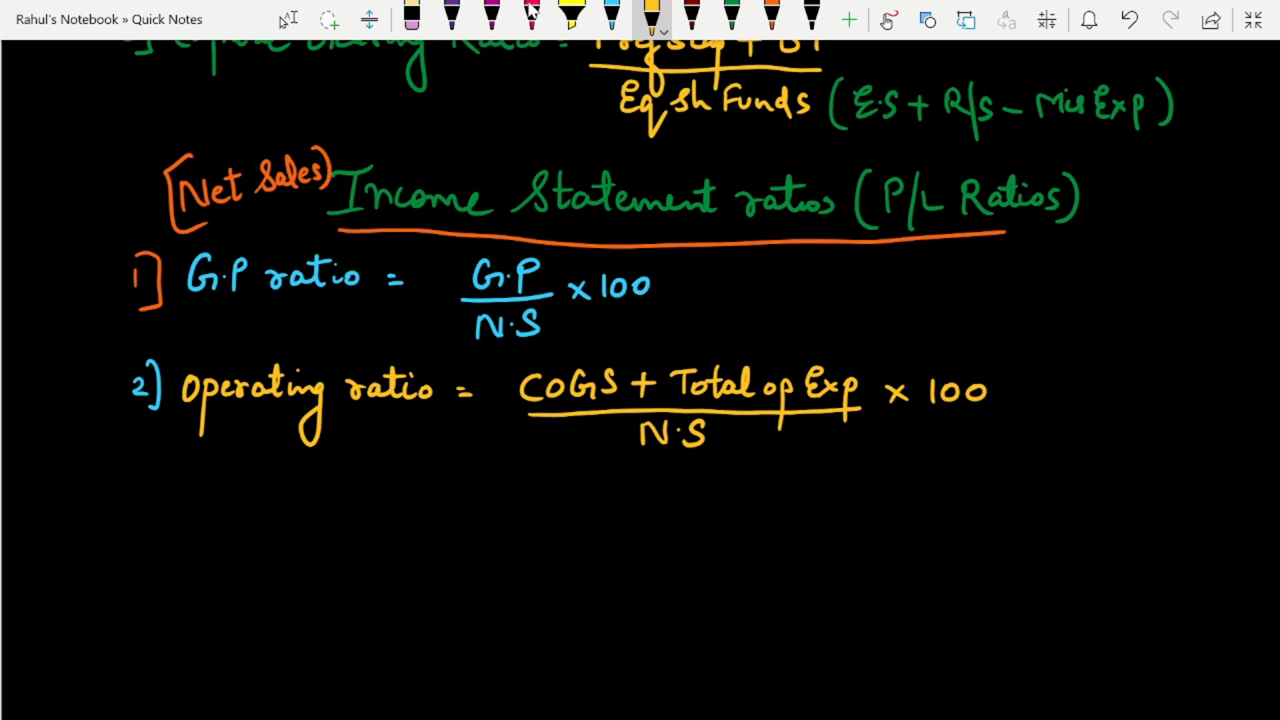 Rahul's Notebook » Quick Notes
Ratio =
Eq Sh Funds (E.S + R/S - Mis Exp)
[Net Sales) Income Statement ratios (P/L Ratios)
1] G.P ratio = G.P × 100
N.S
2] Operating ratio = COGS + Total op Exp × 100
N.S